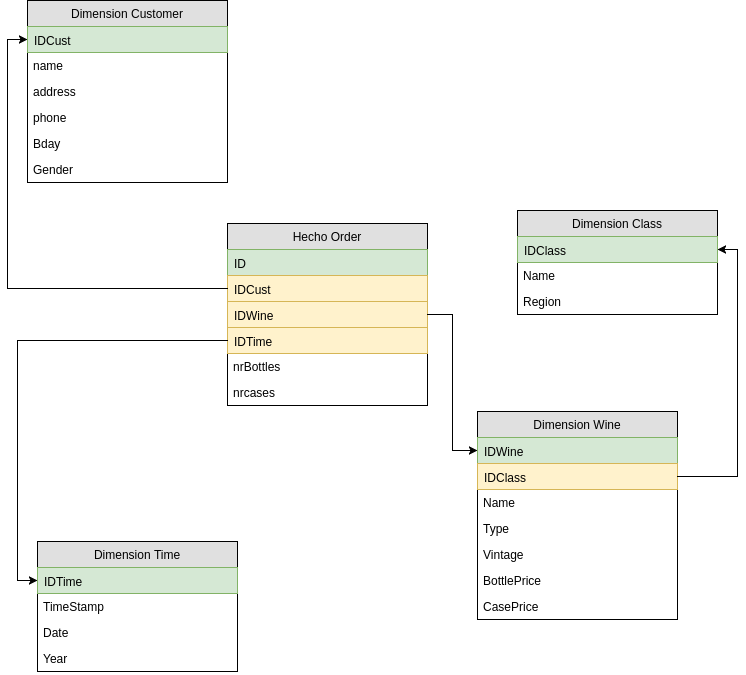 Dimension Customer
IDCust
name
address
phone
Bday
Gender
Hecho Order
ID
IDCust
IDWine
IDTime
nrBottles
nrcases
Dimension Class
IDClass
Name
Region
Dimension Wine
IDWine
IDClass
Name
Type
Vintage
BottlePrice
CasePrice
Dimension Time
IDTime
TimeStamp
Date
Year